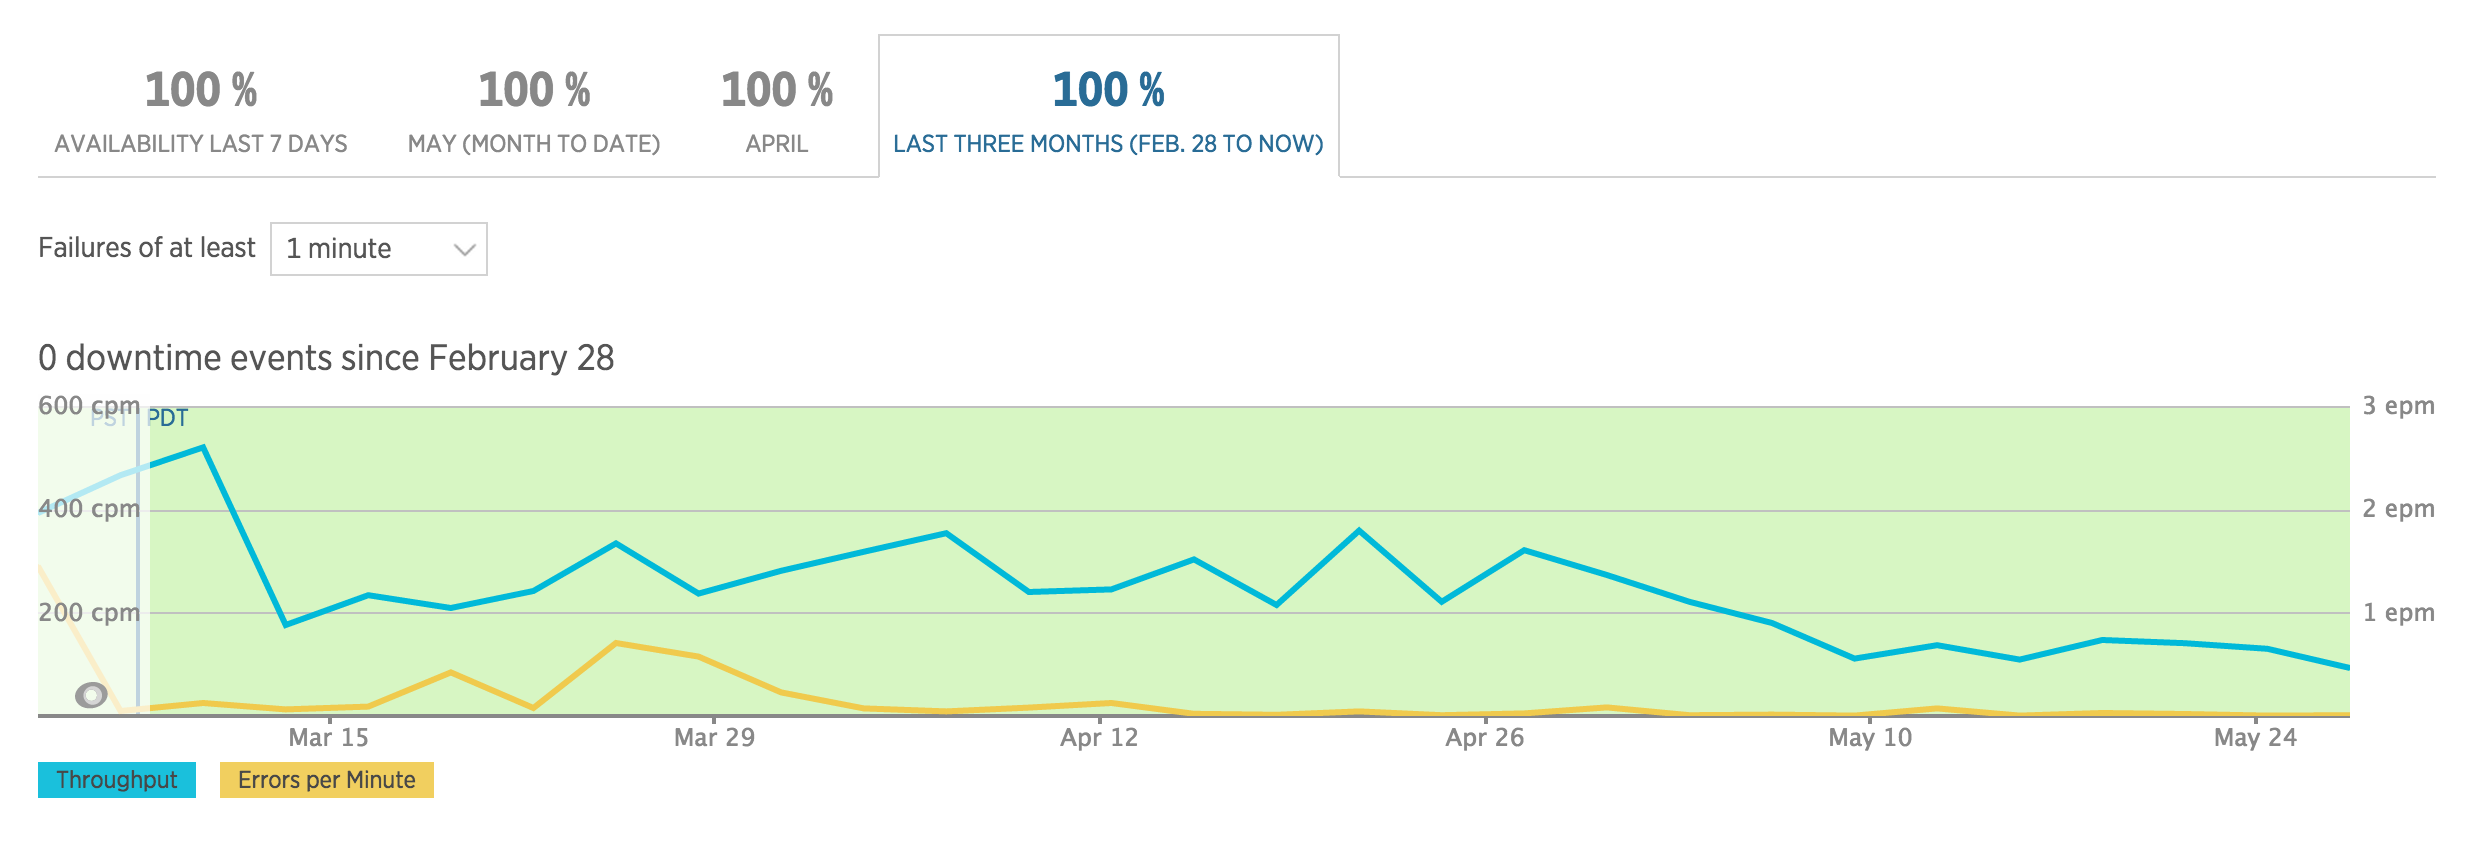 100 % 100 % 100 % 100 %
AVAILABILITY LAST 7 DAYS MAY (MONTH TO DATE) APRIL LAST THREE MONTHS (FEB. 28 TO NOW)
Failures of at least 1 minute
0 downtime events since February 28
600 cpm 3 epm
PST PDT
400 cpm 2 epm
200 cpm 1 epm
Mar 15 Mar 29 Apr 12 Apr 26 May 10 May 24
Throughput Errors per Minute